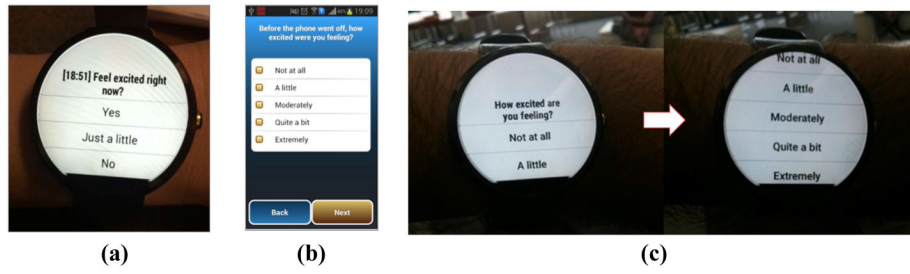 [18:51] Feel excited right
now?
Yes
Just a little
No
(a)
19:09
Before the phone went off, how
excited were you feeling?
Not at all
A little
Moderately
Quite a bit
Extremely
Back
Next
(b)
How excited are
you feeling?
Not at all
A little
Not at all
A little
Moderately
Quite a bit
Extremely
(c)